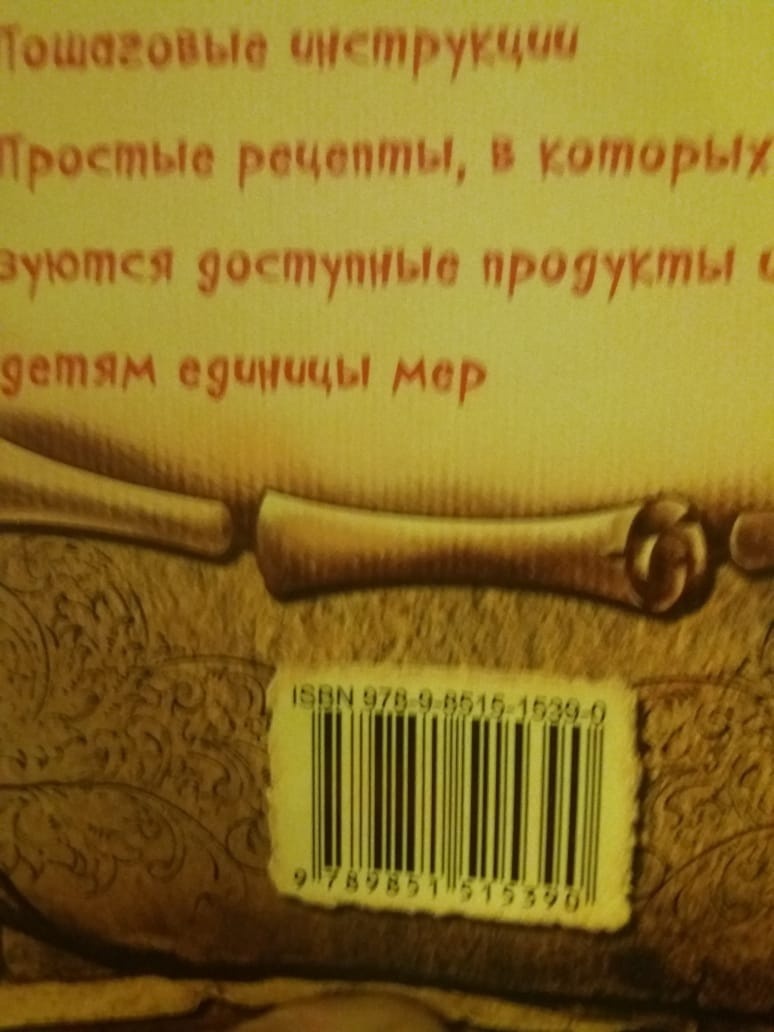 Пошаговые инструкции
Простые рецепты, в которых
зуются доступные продукты и
детям единицы мер
ISBN 978-9-8515-1539-0
9 789851 515390